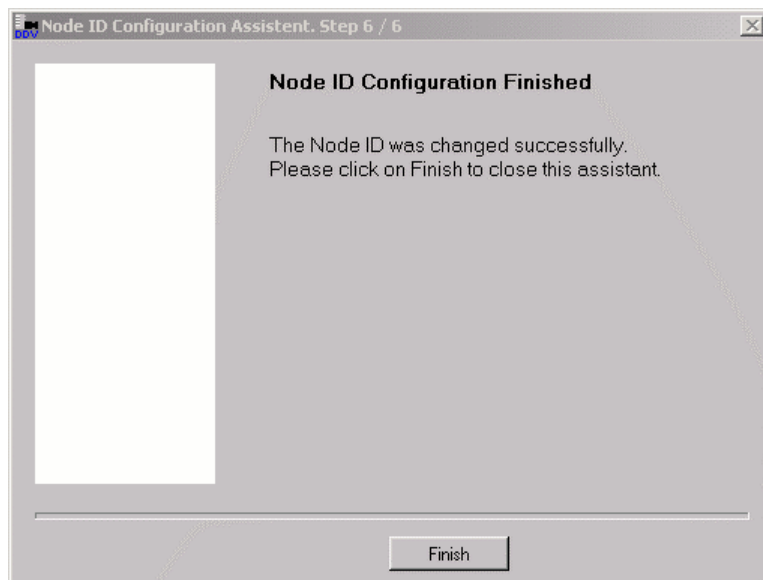 DDV Node ID Configuration Assistent. Step 6 / 6
Node ID Configuration Finished
The Node ID was changed successfully.
Please click on Finish to close this assistant.
Finish